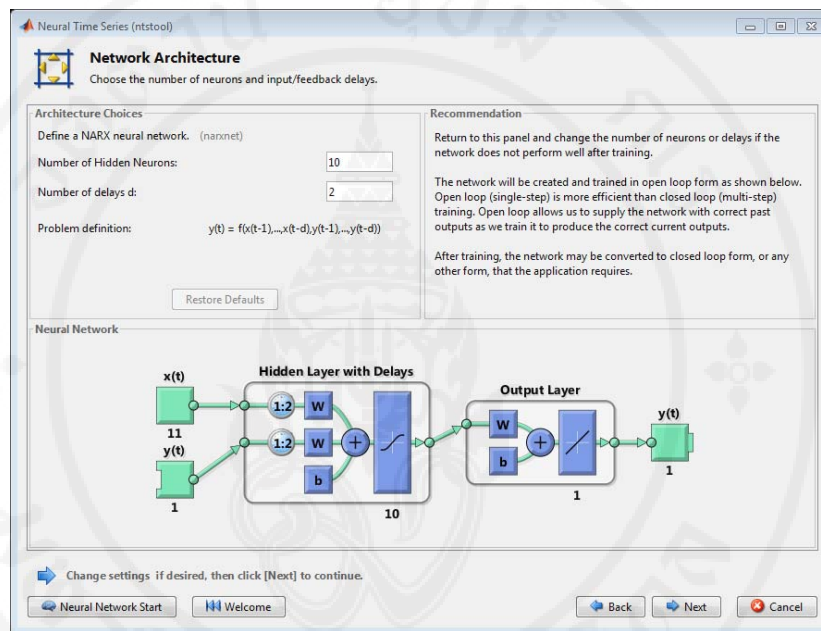 Neural Time Series (ntstool)
Network Architecture
Choose the number of neurons and input/feedback delays.
Architecture Choices
Define a NARX neural network. (narxnet)
Number of Hidden Neurons: 10
Number of delays d: 2
Problem definition: y(t) = f(x(t-1),...,x(t-d),y(t-1),...,y(t-d))
Restore Defaults
Recommendation
Return to this panel and change the number of neurons or delays if the
network does not perform well after training.
The network will be created and trained in open loop form as shown below.
Open loop (single-step) is more efficient than closed loop (multi-step)
training. Open loop allows us to supply the network with correct past
outputs as we train it to produce the correct current outputs.
After training, the network may be converted to closed loop form, or any
other form, that the application requires.
Neural Network
Hidden Layer with Delays
Output Layer
x(t)
11
y(t)
1
1:2
W
1:2
W
b
+
10
W
b
+
1
y(t)
1
Change settings if desired, then click [Next] to continue.
Neural Network Start
Welcome
Back
Next
Cancel